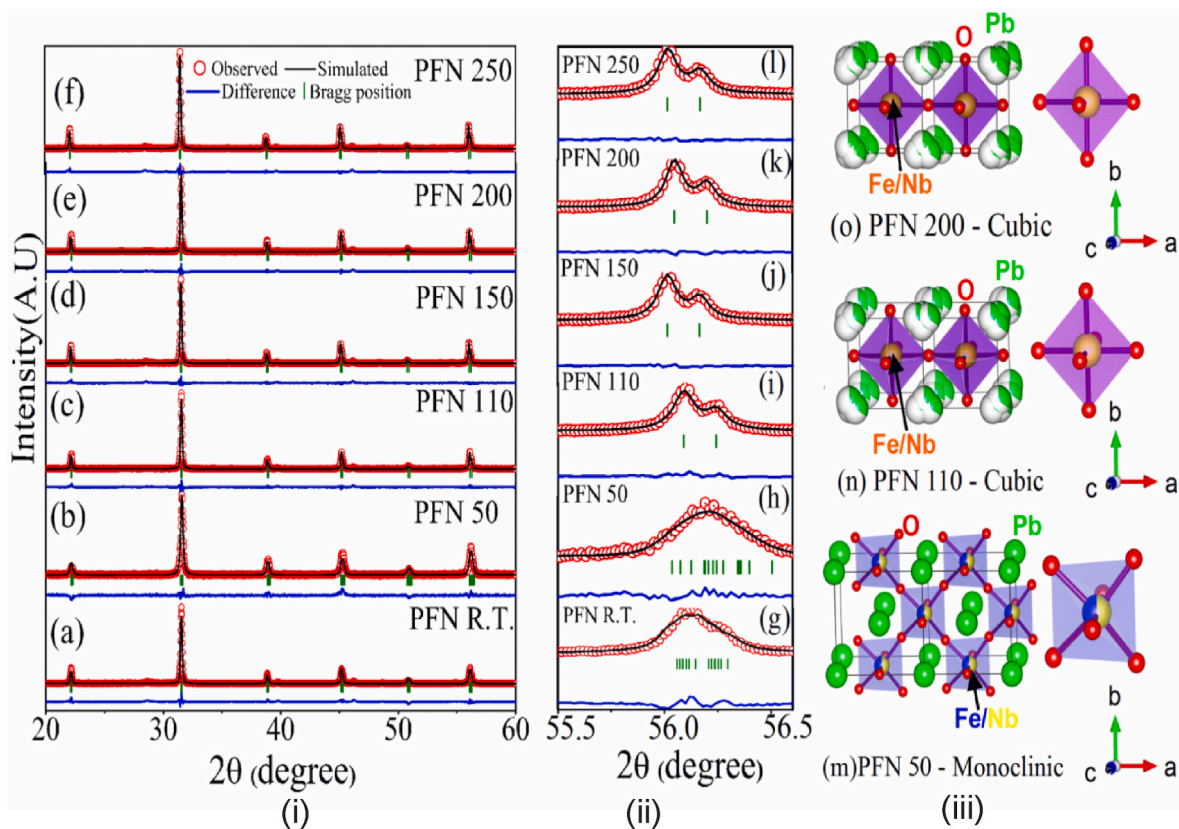 Observed Simulated
Difference Bragg position
(f) PFN 250
(e) PFN 200
(d) PFN 150
(c) PFN 110
(b) PFN 50
(a) PFN R.T.
Intensity(A.U)
20 30 40 50 60
2θ (degree)
(i)
PFN 250 (l)
PFN 200 (k)
PFN 150 (j)
PFN 110 (i)
PFN 50 (h)
PFN R.T. (g)
55.5 56.0 56.5
2θ (degree)
(ii)
O Pb
Fe/Nb
b
c a
(o) PFN 200 - Cubic
O Pb
Fe/Nb
b
c a
(n) PFN 110 - Cubic
O Pb
Fe/Nb
b
c a
(m)PFN 50 - Monoclinic
(iii)